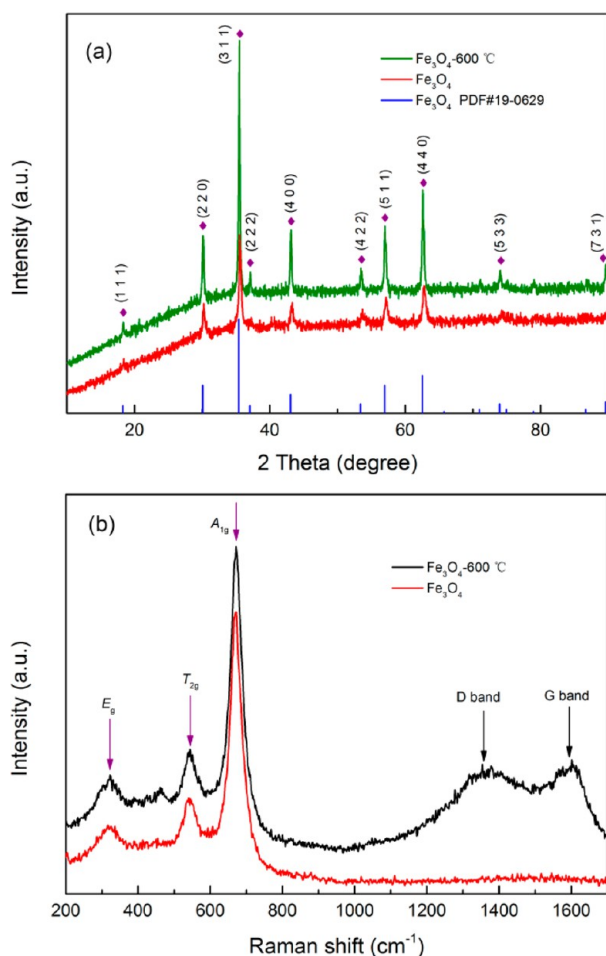 (a)
Fe₃O₄-600 ℃
Fe₃O₄
Fe₃O₄ PDF#19-0629
(1 1 1)
(2 2 0)
(3 1 1)
(2 2 2)
(4 0 0)
(4 2 2)
(5 1 1)
(4 4 0)
(5 3 3)
(7 3 1)
Intensity (a.u.)
20 40 60 80
2 Theta (degree)
(b)
Fe₃O₄-600 ℃
Fe₃O₄
E_g
T_2g
A_1g
D band
G band
Intensity (a.u.)
200 400 600 800 1000 1200 1400 1600
Raman shift (cm⁻¹)